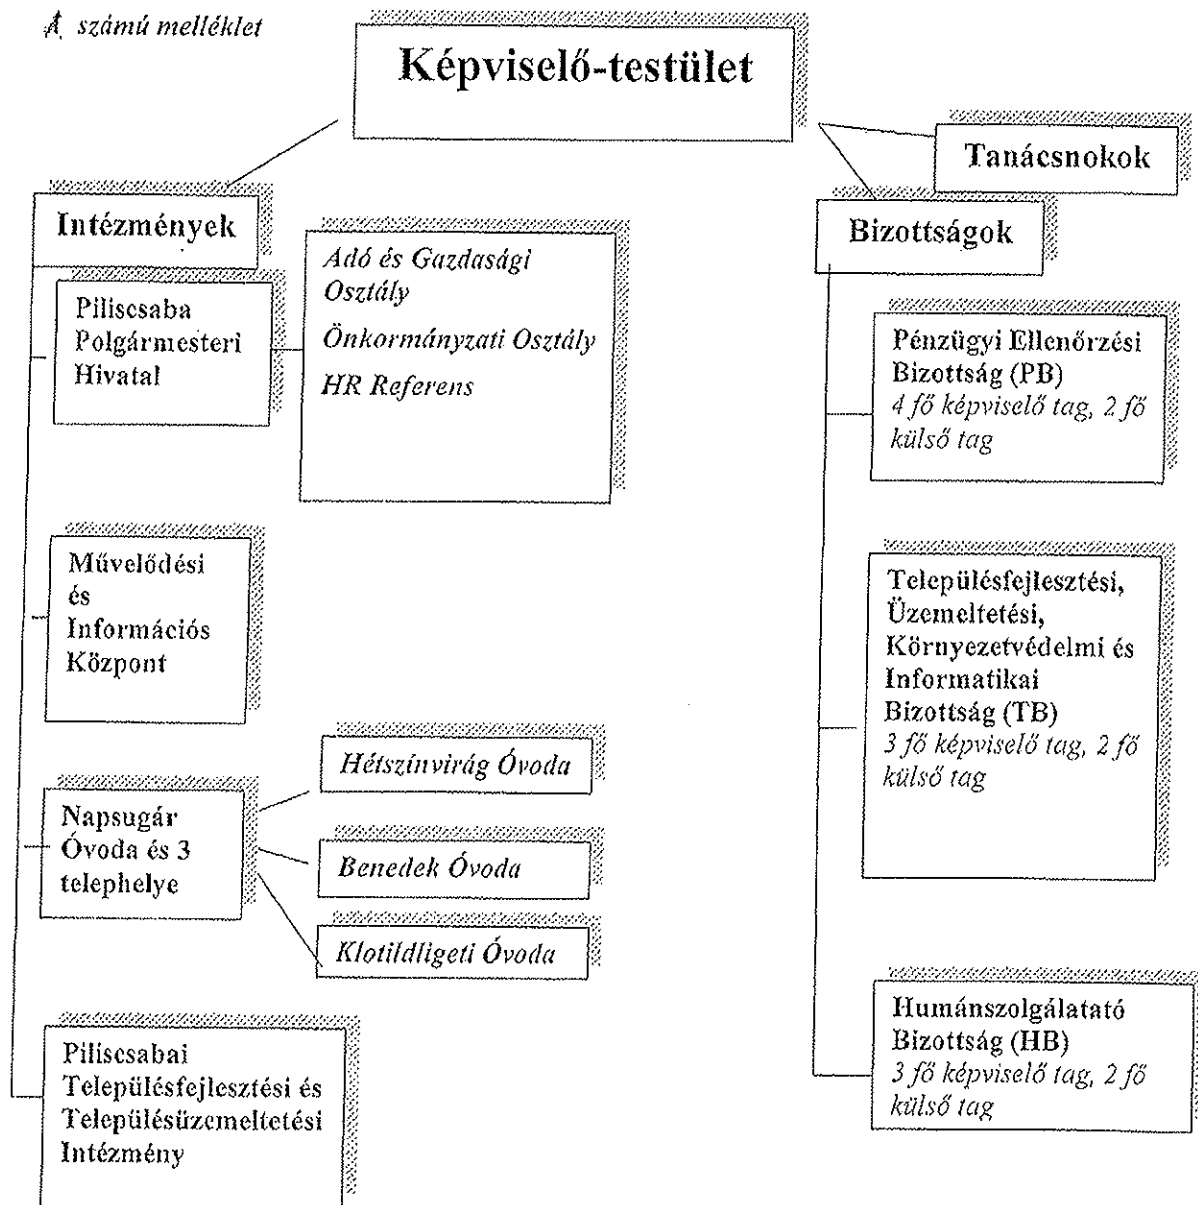 számú melléklet
Képviselő-testület
Tanácsnokok
Intézmények
Piliscsaba
Polgármesteri
Hivatal
Adó és Gazdasági
Osztály
Önkormányzati Osztály
HR Referens
Művelődési
és
Információs
Központ
Napsugár
Óvoda és 3
telephelye
Hétszínvirág Óvoda
Benedek Óvoda
Klotildligeti Óvoda
Piliscsabai
Településfejlesztési és
Településüzemeltetési
Intézmény
Bizottságok
Pénzügyi Ellenőrzési
Bizottság (PB)
4 fő képviselő tag, 2 fő
külső tag
Településfejlesztési,
Üzemeltetési,
Környezetvédelmi és
Informatikai
Bizottság (TB)
3 fő képviselő tag, 2 fő
külső tag
Humánszolgálatató
Bizottság (HB)
3 fő képviselő tag, 2 fő
külső tag